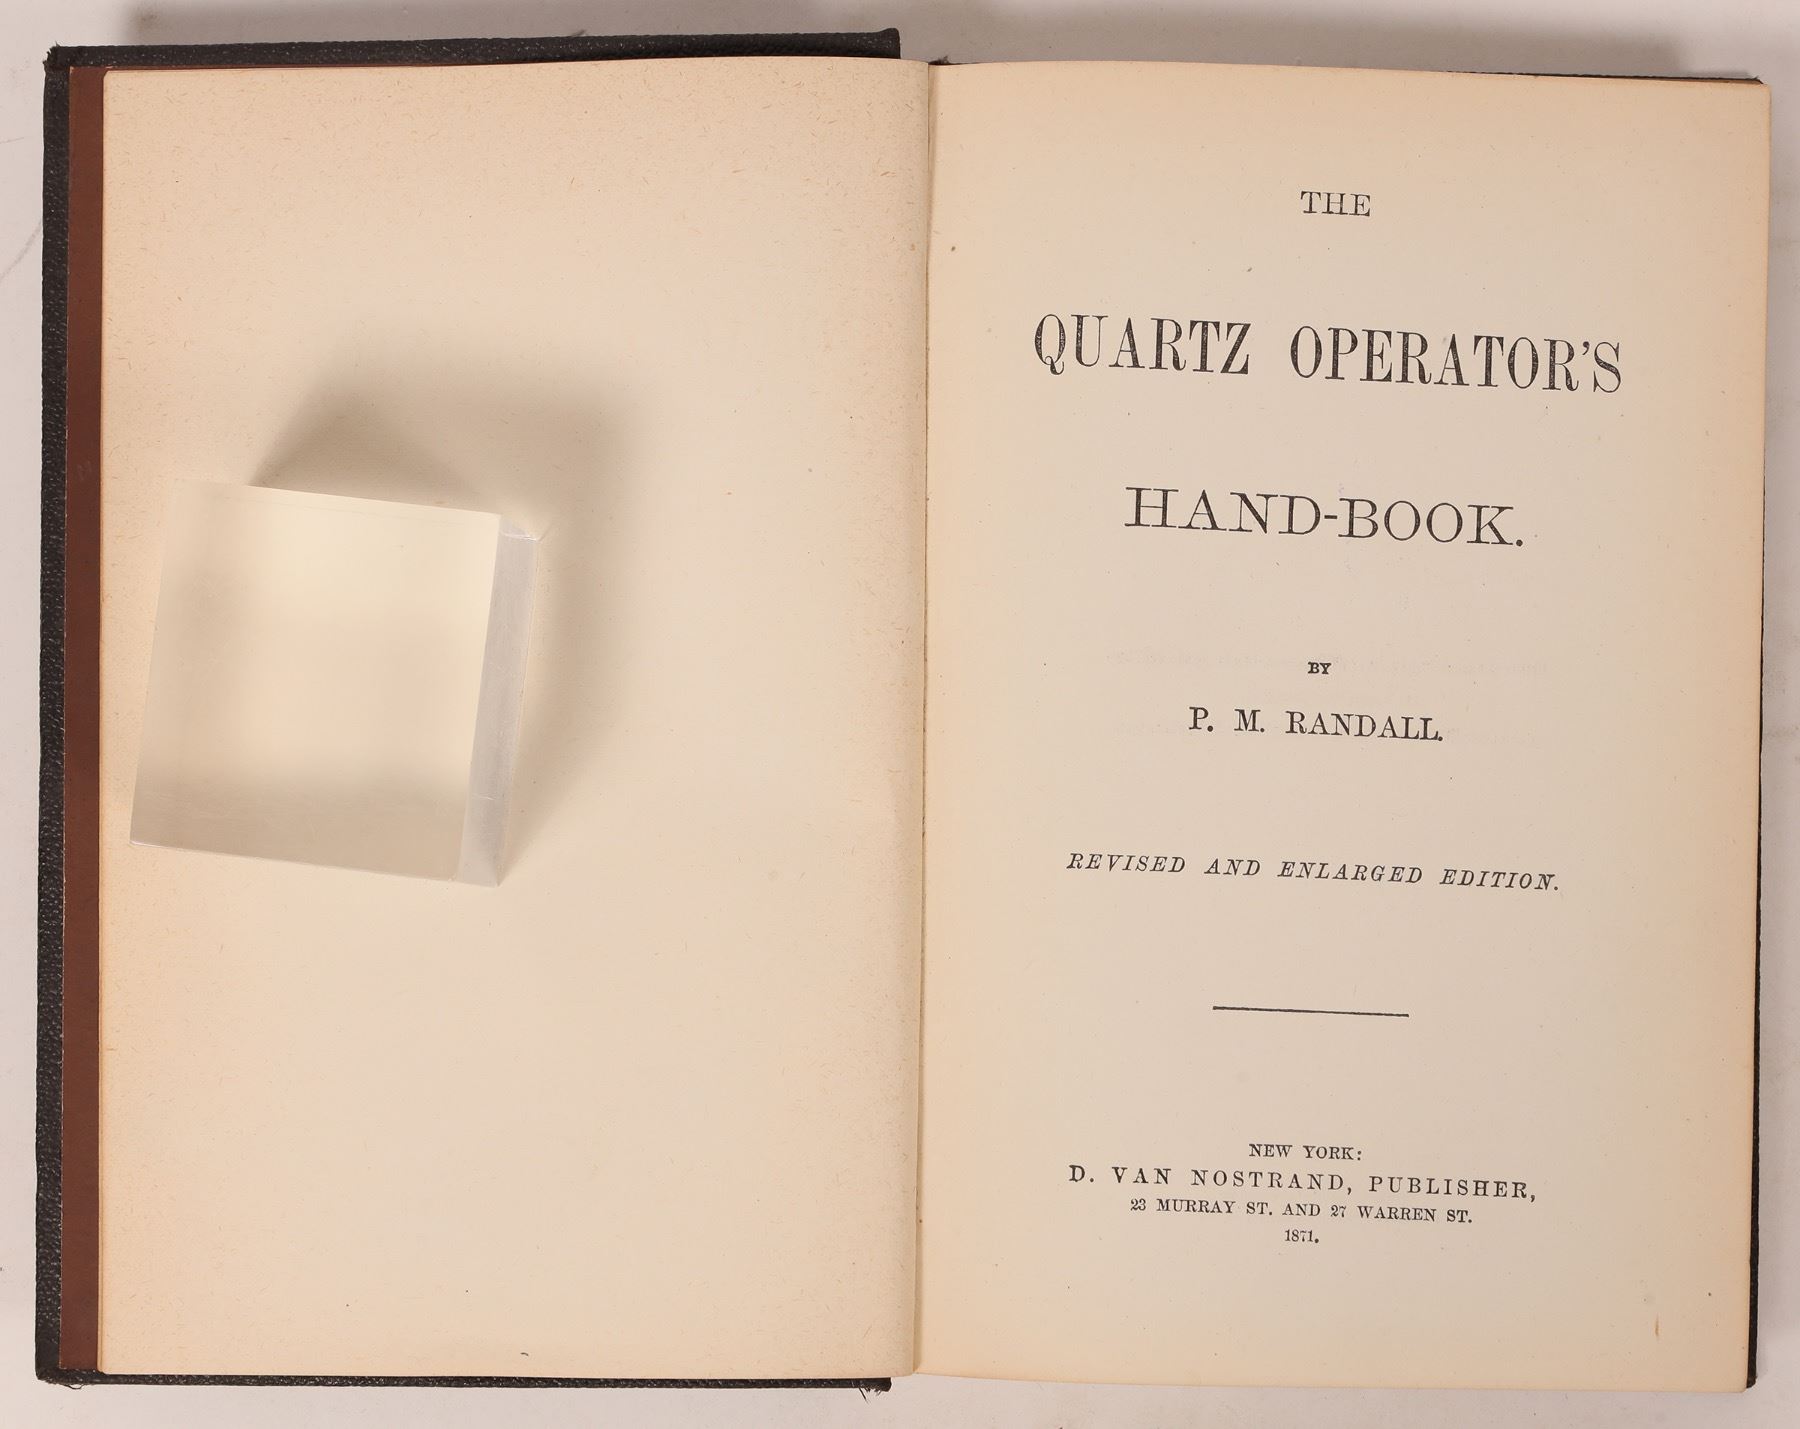 THE
QUARTZ OPERATOR'S
HAND-BOOK.
BY
P. M. RANDALL.
REVISED AND ENLARGED EDITION.
NEW YORK:
D. VAN NOSTRAND, PUBLISHER,
23 MURRAY ST. AND 27 WARREN ST.
1871.